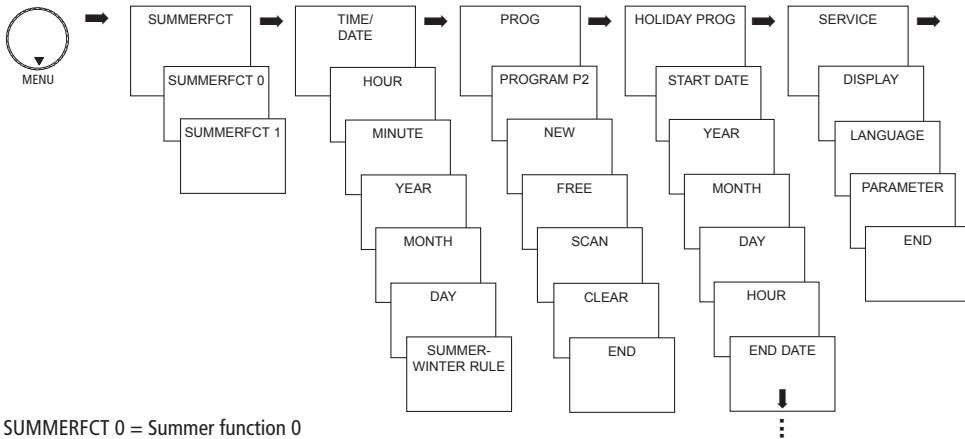 MENU
SUMMERFCT
SUMMERFCT 0
SUMMERFCT 1
TIME/
DATE
HOUR
MINUTE
YEAR
MONTH
DAY
SUMMER-
WINTER RULE
PROG
PROGRAM P2
NEW
FREE
SCAN
CLEAR
END
HOLIDAY PROG
START DATE
YEAR
MONTH
DAY
HOUR
END DATE
SERVICE
DISPLAY
LANGUAGE
PARAMETER
END
SUMMERFCT 0 = Summer function 0